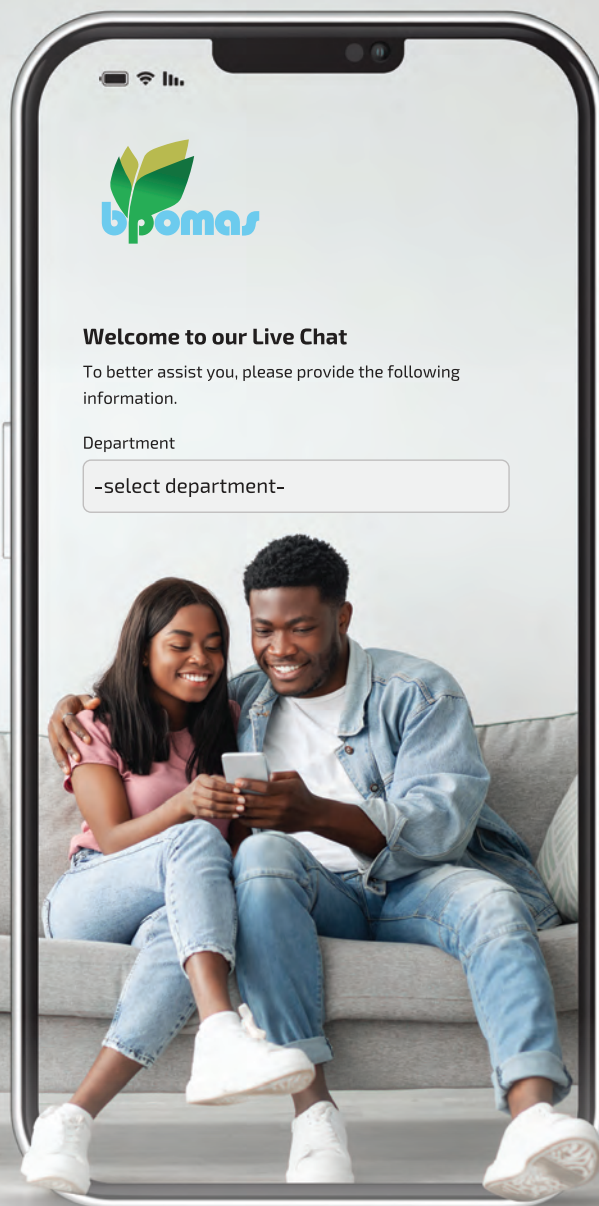 bpomas
Welcome to our Live Chat
To better assist you, please provide the following
information.
Department
-select department-